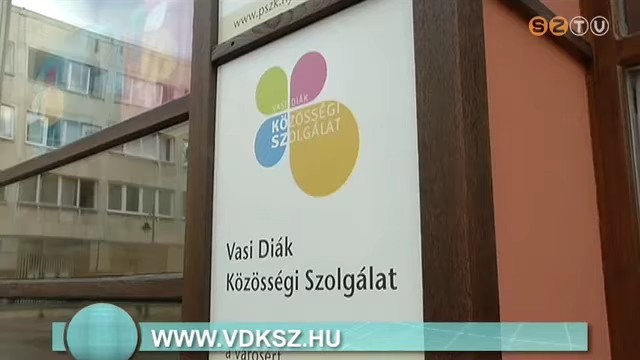 www.pszk.
SZTV
VASI DIÁK
KÖZÖSSÉGI
SZOLGÁLAT
Vasi Diák
Közösségi Szolgálat
WWW.VDKSZ.HU
a városért